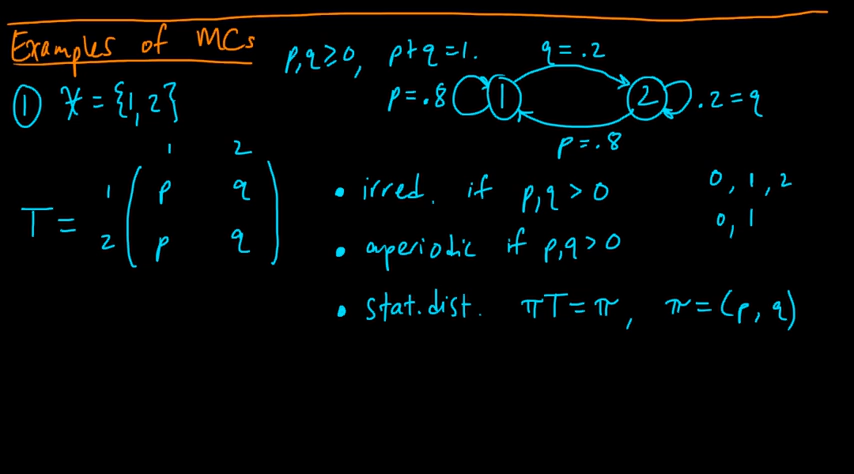 Examples of MCs
p,q ≥ 0, p+q = 1.
① 𝒳 = {1,2}
q = .2
p = .8 1 2 .2 = q
p = .8
1 2
T = 1 ( p q )
2 ( p q )
• irred. if p,q > 0
0, 1, 2
0, 1
• aperiodic if p,q > 0
• stat. dist. πT = π, π = (p, q)